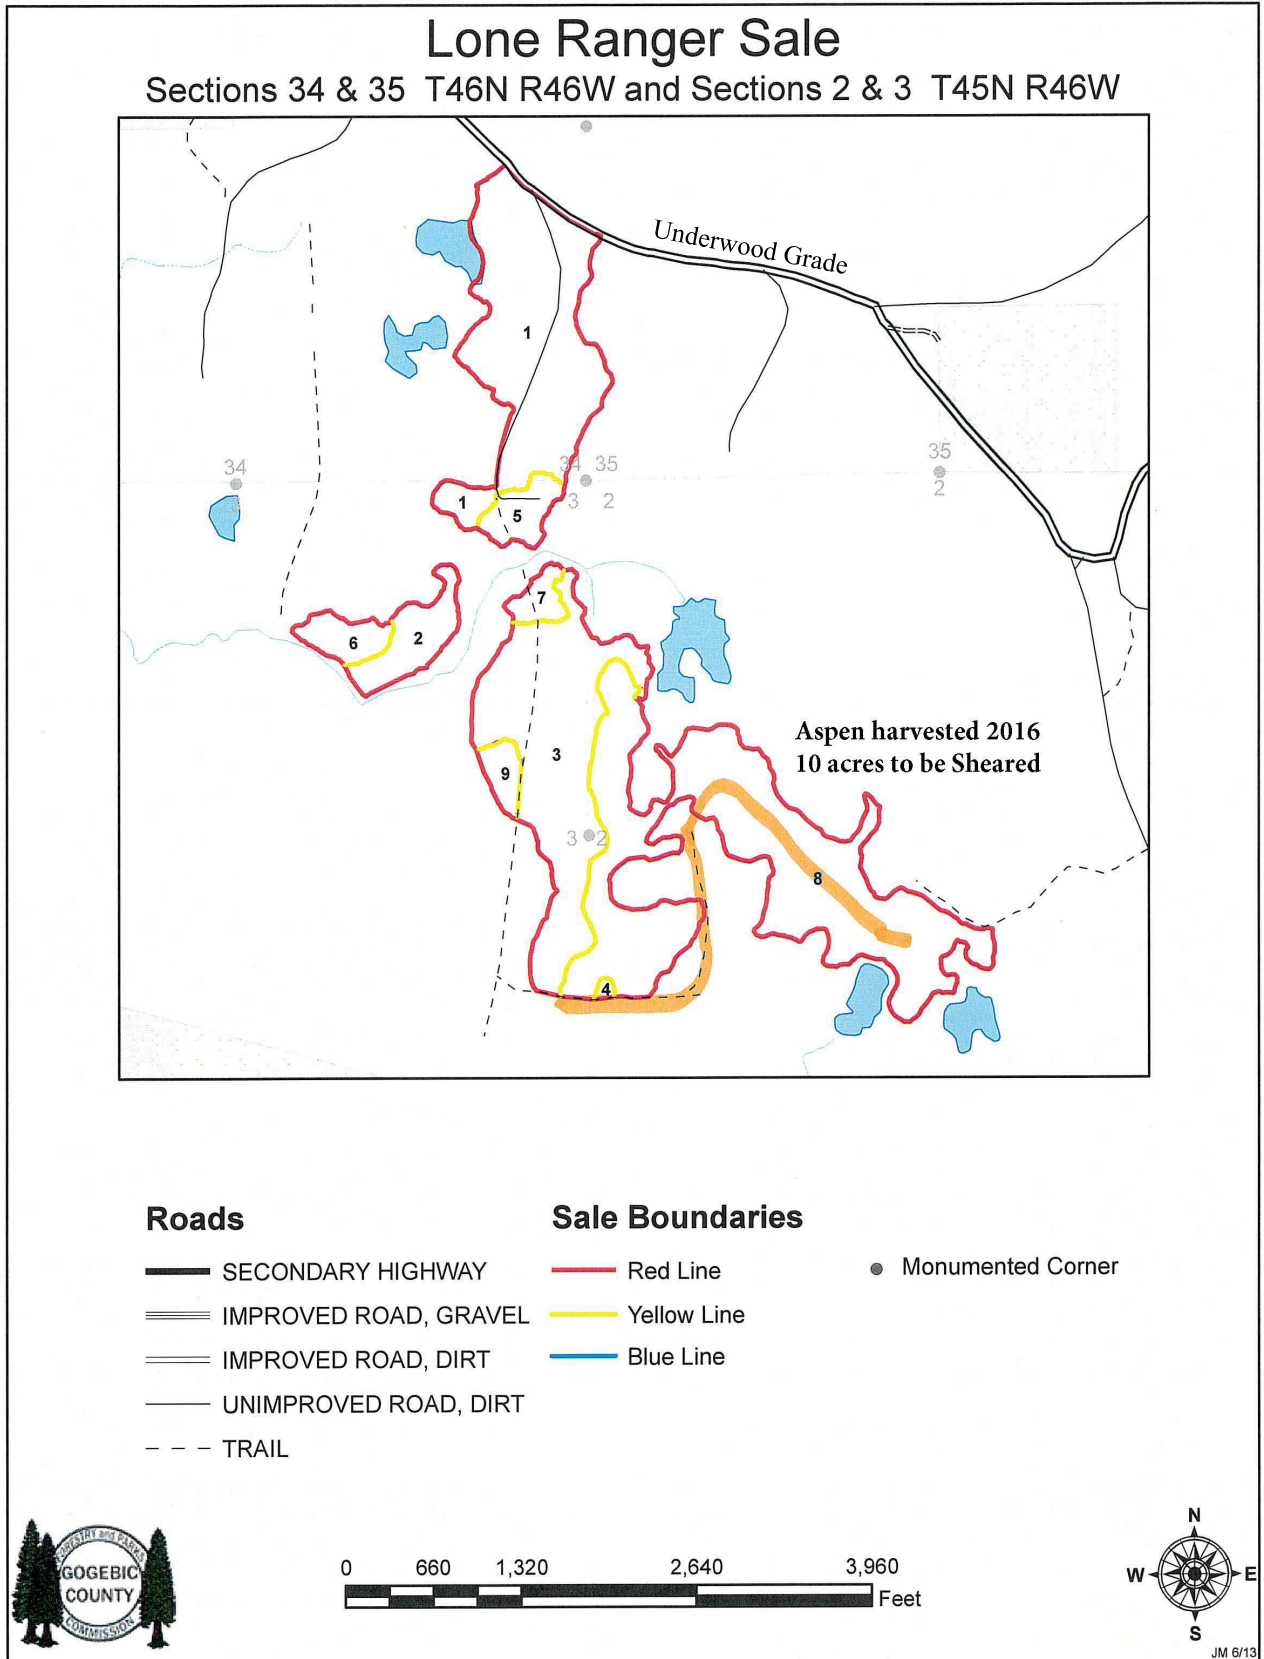 Lone Ranger Sale
Sections 34 & 35 T46N R46W and Sections 2 & 3 T45N R46W
Underwood Grade
1
34
34 35
3 2
35
2
1
5
7
6
2
3
9
3 2
Aspen harvested 2016
10 acres to be Sheared
8
4
Roads
SECONDARY HIGHWAY
IMPROVED ROAD, GRAVEL
IMPROVED ROAD, DIRT
UNIMPROVED ROAD, DIRT
TRAIL
Sale Boundaries
Red Line
Yellow Line
Blue Line
Monumented Corner
FORESTRY and PARKS
GOGEBIC
COUNTY
COMMISSION
0 660 1,320 2,640 3,960
Feet
N
W E
S
JM 6/13